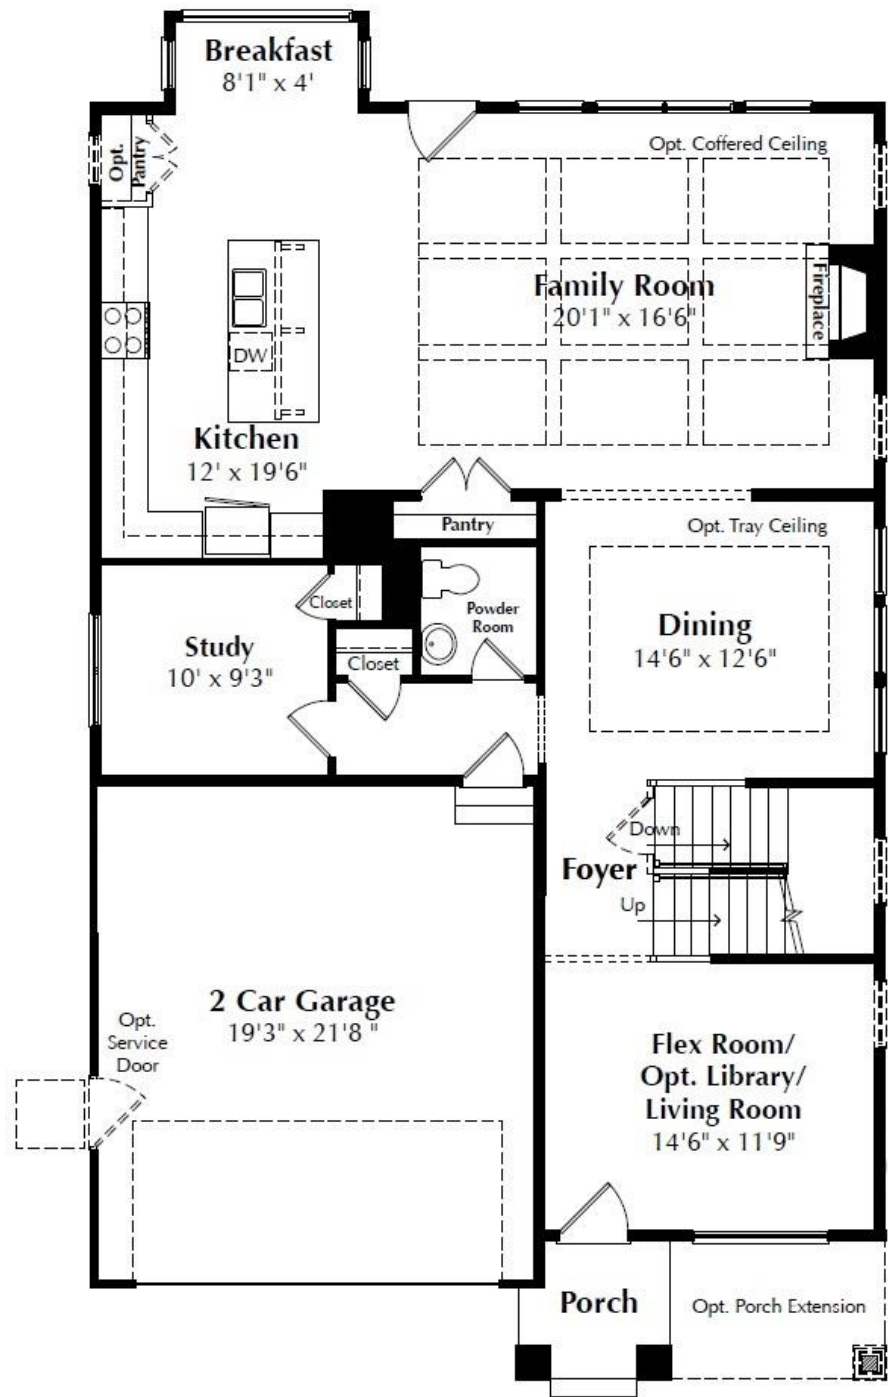 Breakfast
8'1" x 4'
Opt. Coffered Ceiling
Opt.
Pantry
Family Room
20'1" x 16'6"
Fireplace
DW
Kitchen
12' x 19'6"
Pantry
Opt. Tray Ceiling
Closet
Powder
Room
Study
10' x 9'3"
Closet
Dining
14'6" x 12'6"
Down
Foyer
Up
2 Car Garage
19'3" x 21'8 "
Opt.
Service
Door
Flex Room/
Opt. Library/
Living Room
14'6" x 11'9"
Porch
Opt. Porch Extension